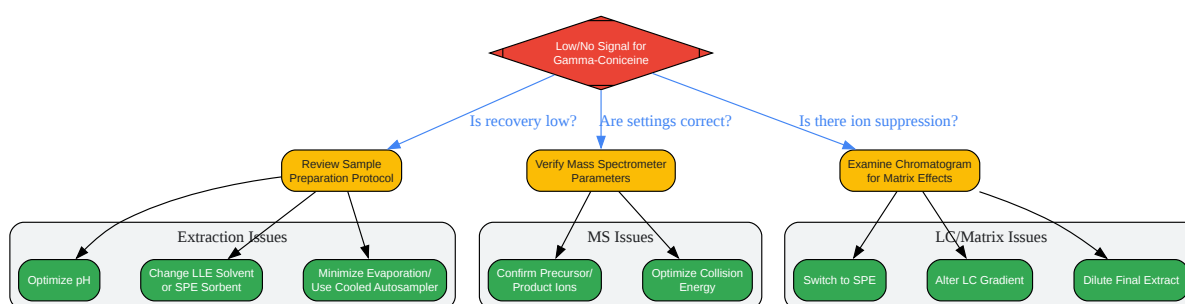 Low/No Signal for
Gamma-Coniceine
Is recovery low?
Are settings correct?
Is there ion suppression?
Review Sample
Preparation Protocol
Verify Mass Spectrometer
Parameters
Examine Chromatogram
for Matrix Effects
Extraction Issues
MS Issues
LC/Matrix Issues
Optimize pH
Change LLE Solvent
or SPE Sorbent
Minimize Evaporation/
Use Cooled Autosampler
Confirm Precursor/
Product Ions
Optimize Collision
Energy
Switch to SPE
Alter LC Gradient
Dilute Final Extract